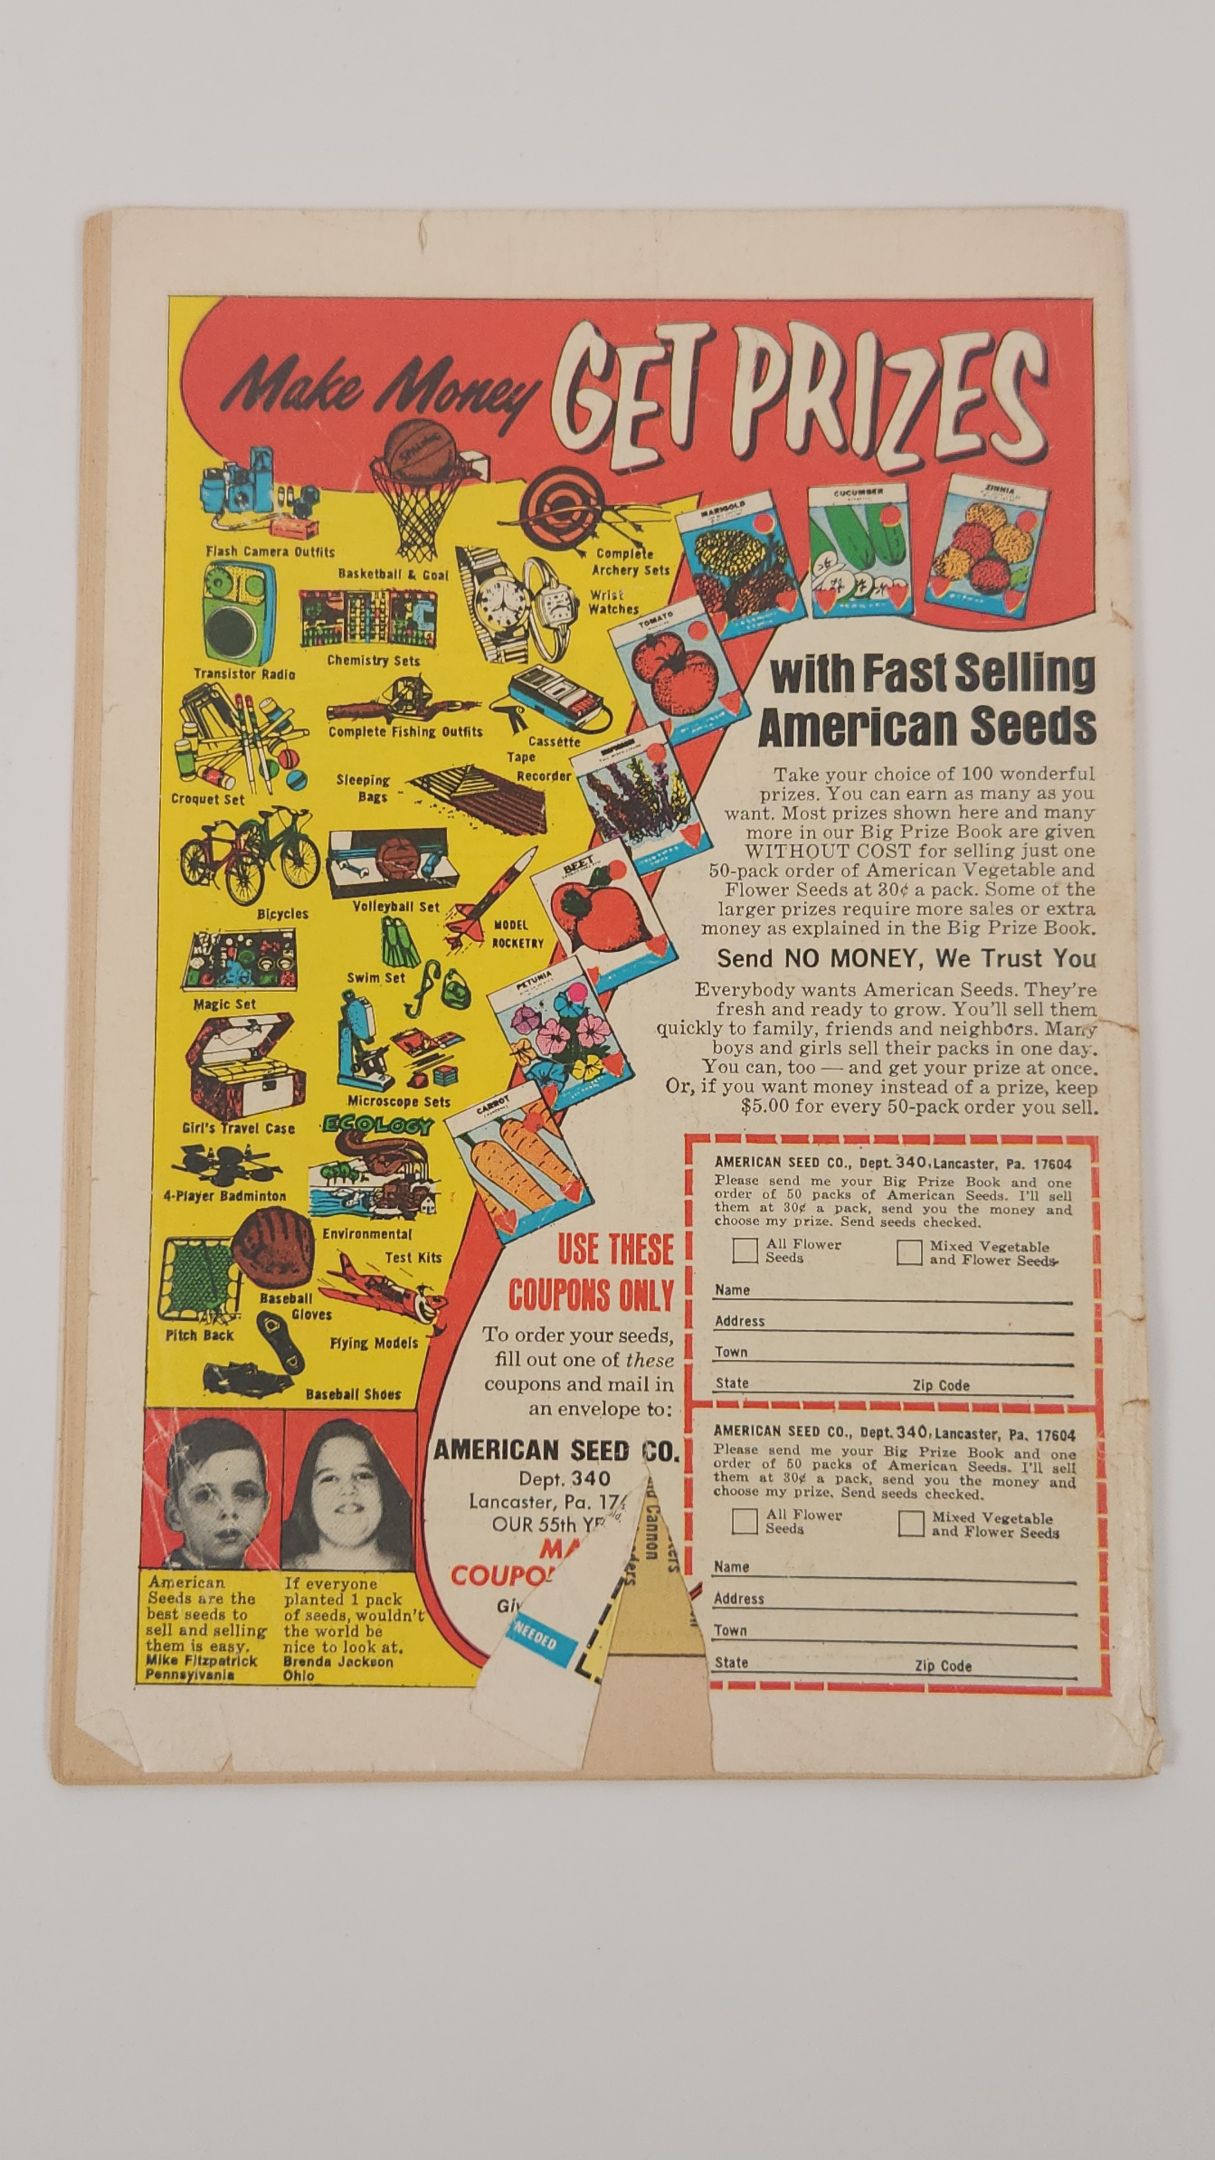 Make Money GET PRIZES
SPALDING
Flash Camera Outfits
Basketball & Goal
Complete
Archery Sets
Wrist
Watches
Transistor Radio
Chemistry Sets
Complete Fishing Outfits
Cassette
Tape
Recorder
Croquet Set
Sleeping
Bags
Bicycles
Volleyball Set
MODEL
ROCKETRY
Magic Set
Swim Set
Girl's Travel Case
Microscope Sets
ECOLOGY
4-Player Badminton
Environmental
Test Kits
Pitch Back
Baseball
Gloves
Flying Models
Baseball Shoes
MARIGOLD
CUCUMBER
ZINNIA
TOMATO
BEET
PETUNIA
CARROT
with Fast Selling
American Seeds
Take your choice of 100 wonderful
prizes. You can earn as many as you
want. Most prizes shown here and many
more in our Big Prize Book are given
WITHOUT COST for selling just one
50-pack order of American Vegetable and
Flower Seeds at 30¢ a pack. Some of the
larger prizes require more sales or extra
money as explained in the Big Prize Book.
Send NO MONEY, We Trust You
Everybody wants American Seeds. They're
fresh and ready to grow. You'll sell them
quickly to family, friends and neighbors. Many
boys and girls sell their packs in one day.
You can, too — and get your prize at once.
Or, if you want money instead of a prize, keep
$5.00 for every 50-pack order you sell.
USE THESE
COUPONS ONLY
To order your seeds,
fill out one of these
coupons and mail in
an envelope to:
AMERICAN SEED CO.
Dept. 340
Lancaster, Pa. 17
OUR 55th
MA
COUPO
Gi
NEEDED
d Cannon
ders
ters
American
Seeds are the
best seeds to
sell and selling
them is easy.
Mike Fitzpatrick
Pennsylvania
If everyone
planted 1 pack
of seeds, wouldn't
the world be
nice to look at.
Brenda Jackson
Ohio
AMERICAN SEED CO., Dept. 340, Lancaster, Pa. 17604
Please send me your Big Prize Book and one
order of 50 packs of American Seeds. I'll sell
them at 30¢ a pack, send you the money and
choose my prize. Send seeds checked.
All Flower
Seeds
Mixed Vegetable
and Flower Seeds
Name
Address
Town
State Zip Code
AMERICAN SEED CO., Dept. 340, Lancaster, Pa. 17604
Please send me your Big Prize Book and one
order of 50 packs of American Seeds. I'll sell
them at 30¢ a pack, send you the money and
choose my prize. Send seeds checked.
All Flower
Seeds
Mixed Vegetable
and Flower Seeds
Name
Address
Town
State Zip Code